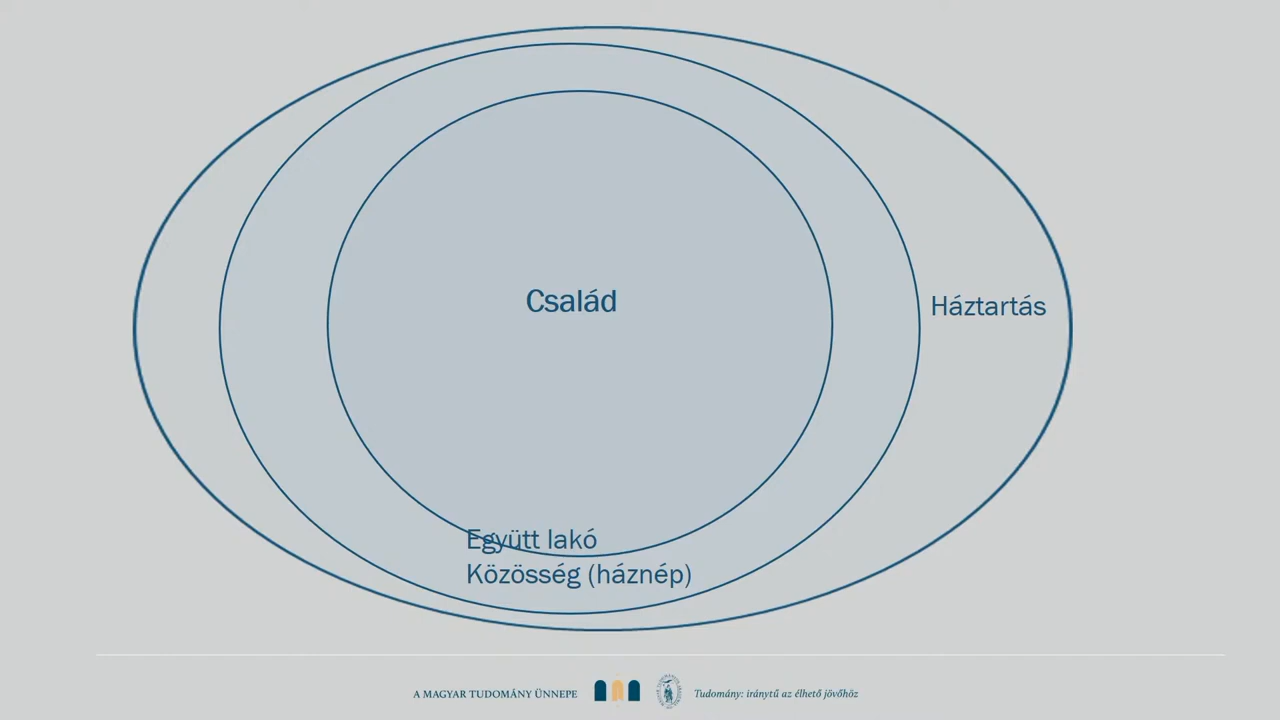 Család
Háztartás
Együtt lakó
Közösség (háznép)
A MAGYAR TUDOMÁNY ÜNNEPE
Tudomány: iránytű az élhető jövőhöz